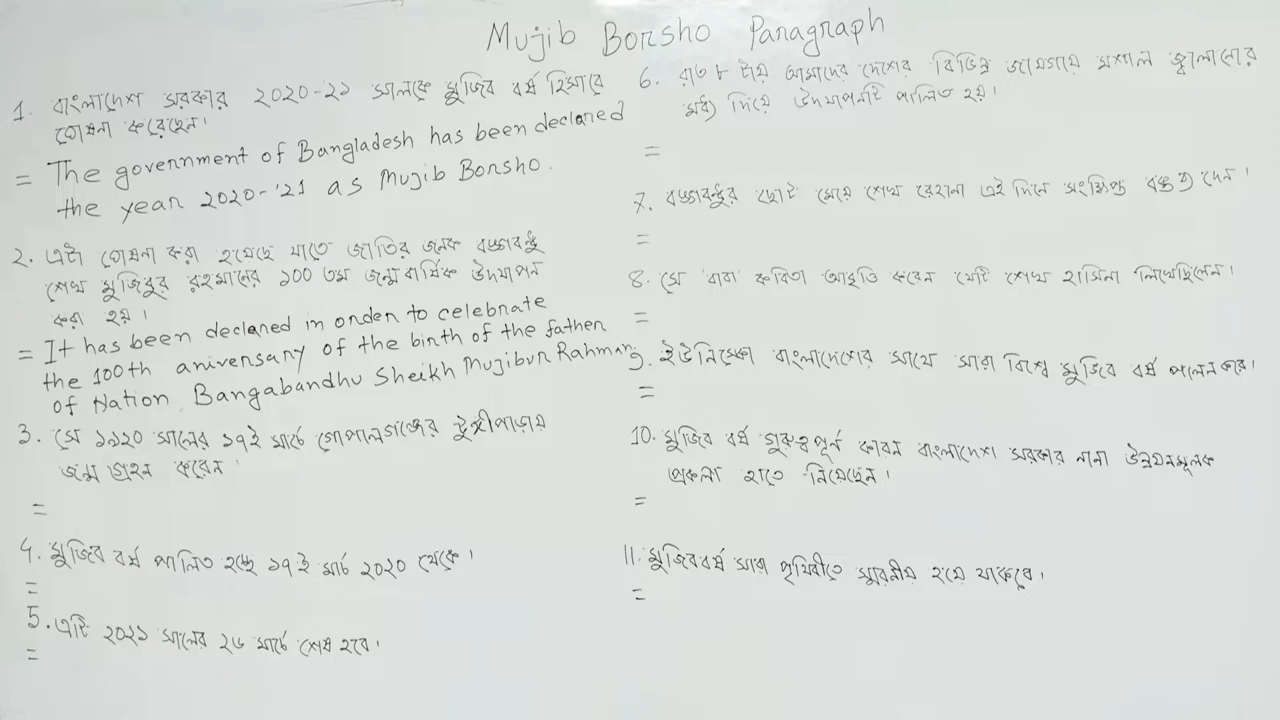 Mujib Borsho Paragraph
1. বাংলাদেশ সরকার ২০২০-২১ সালকে মুজিব বর্ষ হিসাবে
ঘোষনা করেছেন।
= The government of Bangladesh has been declared
the year 2020-'21 as Mujib Borsho.
2. এটা ঘোষনা করা হয়েছে যাতে জাতির জনক বঙ্গবন্ধু
শেখ মুজিবুর রহমানের ১০০ তম জন্মবার্ষিক উদযাপন
করা হয়।
= It has been declared in order to celebrate
the 100th aniversary of the birth of the father
of Nation Bangabandhu Sheikh Mujibur Rahman.
3. সে ১৯২০ সালের ১৭ই মার্চে গোপালগঞ্জের টুঙ্গীপাড়ায়
জন্ম গ্রহন করেন।
=
4. মুজিব বর্ষ পালিত হচ্ছে ১৭ই মার্চ ২০২০ থেকে।
=
5. এটি ২০২১ সালের ২৬ মার্চে শেষ হবে।
=
6. রাত ৮ টায় আমাদের দেশের বিভিন্ন জায়গায় মশাল জ্বালানোর
মধ্য দিয়ে উদযাপনটি পালিত হয়।
=
7. বঙ্গবন্ধুর ছোট মেয়ে শেখ রেহানা এই দিনে সংক্ষিপ্ত বক্তৃতা দেন।
=
8. সে 'বাবা' কবিতা আবৃতি করেন যেটি শেখ হাসিনা লিখেছিলেন।
=
9. ইউনিস্কো বাংলাদেশের সাথে সারা বিশ্বে মুজিব বর্ষ পালন করে।
=
10. মুজিব বর্ষ গুরুত্বপূর্ন কারন বাংলাদেশ সরকার নানা উন্নয়নমূলক
প্রকল্প হাতে নিয়েছেন।
=
11. মুজিববর্ষ সারা পৃথিবীতে স্মরনীয় হয়ে থাকবে।
=